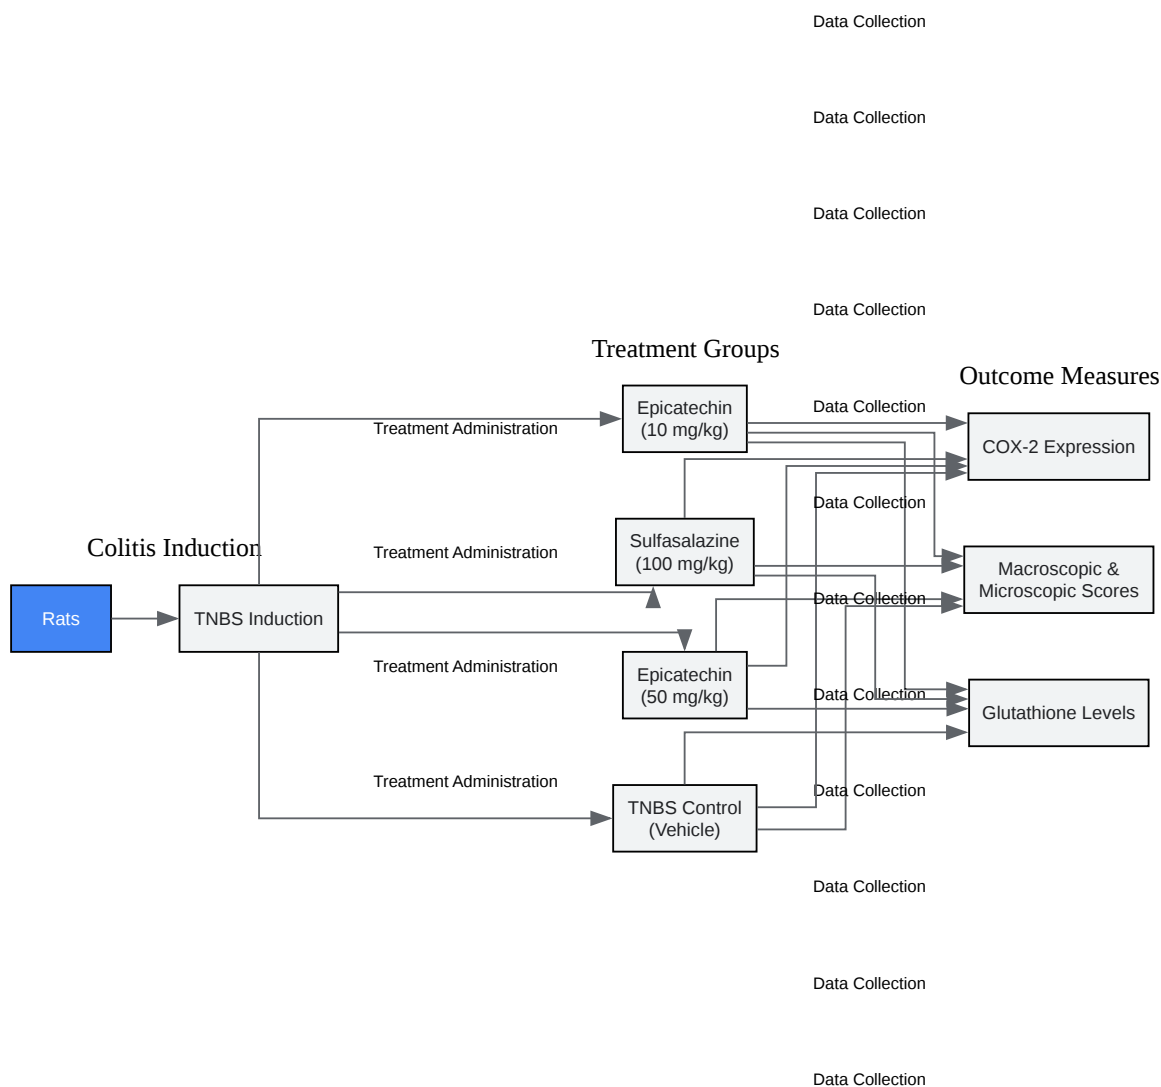 Data Collection
Data Collection
Data Collection
Data Collection
Treatment Groups
Outcome Measures
Epicatechin
(10 mg/kg)
Data Collection
Treatment Administration
COX-2 Expression
Data Collection
Sulfasalazine
(100 mg/kg)
Colitis Induction
Treatment Administration
Macroscopic &
Microscopic Scores
Data Collection
Rats
TNBS Induction
Treatment Administration
Epicatechin
(50 mg/kg)
Data Collection
Glutathione Levels
Treatment Administration
Data Collection
TNBS Control
(Vehicle)
Data Collection
Data Collection
Data Collection